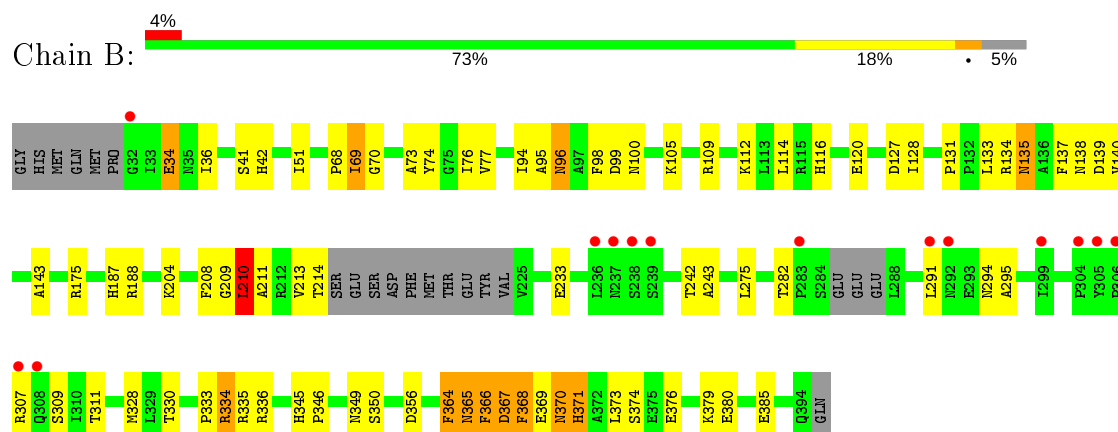 4%
Chain B:
73% 18% • 5%
GLY HIS MET GLN MET PRO G32 I33 E34 N35 I36 S41 H42 I51 P68 I69 G70 A73 Y74 G75 I76 V77 I94 A95 N96 A97 F98 D99 N100 K105 R109 K112 L113 L114 R115 H116 E120 D127 I128 P131 P132 L133 R134 N135 A136 F137 N138 D139 V140
A143 R175 H187 R188 K204 F208 G209 L210 A211 R212 V213 T214 SER GLU SER ASP PHE MET THR GLU TYR VAL V225 E233 L236 N237 S238 S239 T242 A243 L275 T282 P283 S284 GLU GLU GLU L288 L291 N292 E293 N294 A295 I299 P304 Y305 P306
R307 Q308 S309 I310 T311 M328 L329 T330 P333 R334 R335 R336 H345 P346 N349 S350 D356 F364 N365 F366 D367 F368 E369 N370 H371 A372 L373 S374 E375 E376 K379 E380 E385 Q394 GLN